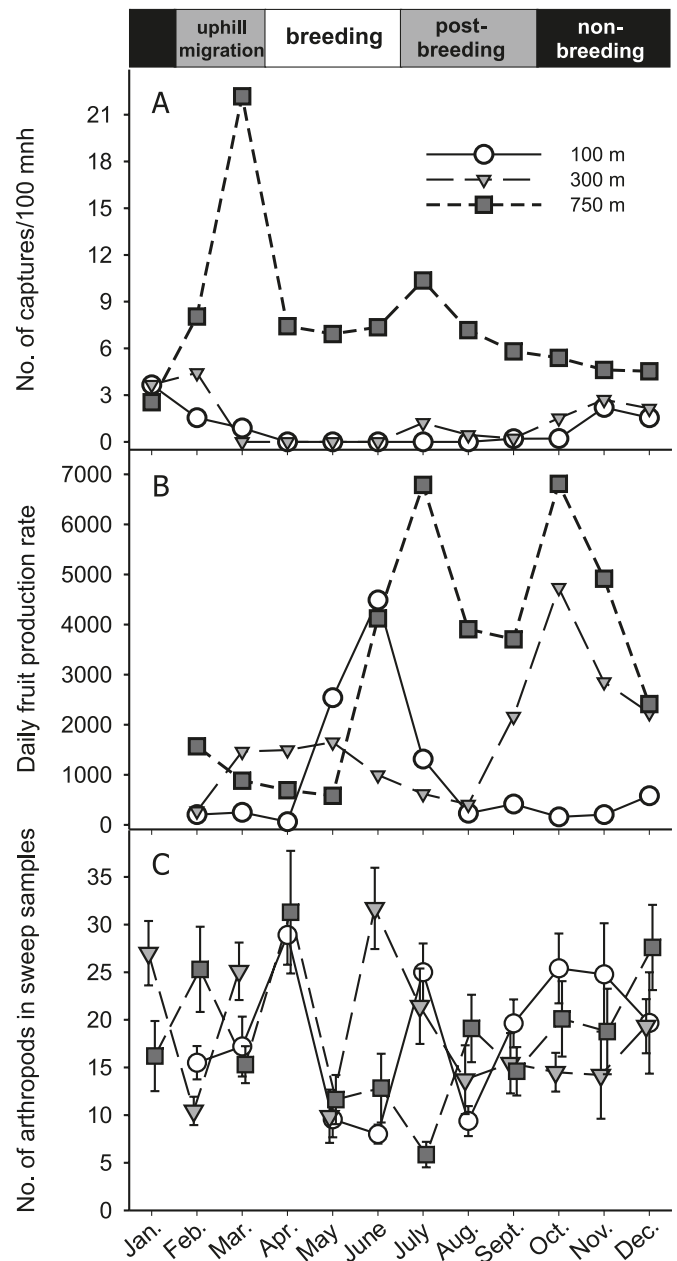 uphill
migration
breeding
post-
breeding
non-
breeding
A
No. of captures/100 mnh
21
18
15
12
9
6
3
0
100 m
300 m
750 m
B
Daily fruit production rate
7000
6000
5000
4000
3000
2000
1000
0
C
No. of arthropods in sweep samples
35
30
25
20
15
10
5
0
Jan.
Feb.
Mar.
Apr.
May
June
July
Aug.
Sept.
Oct.
Nov.
Dec.